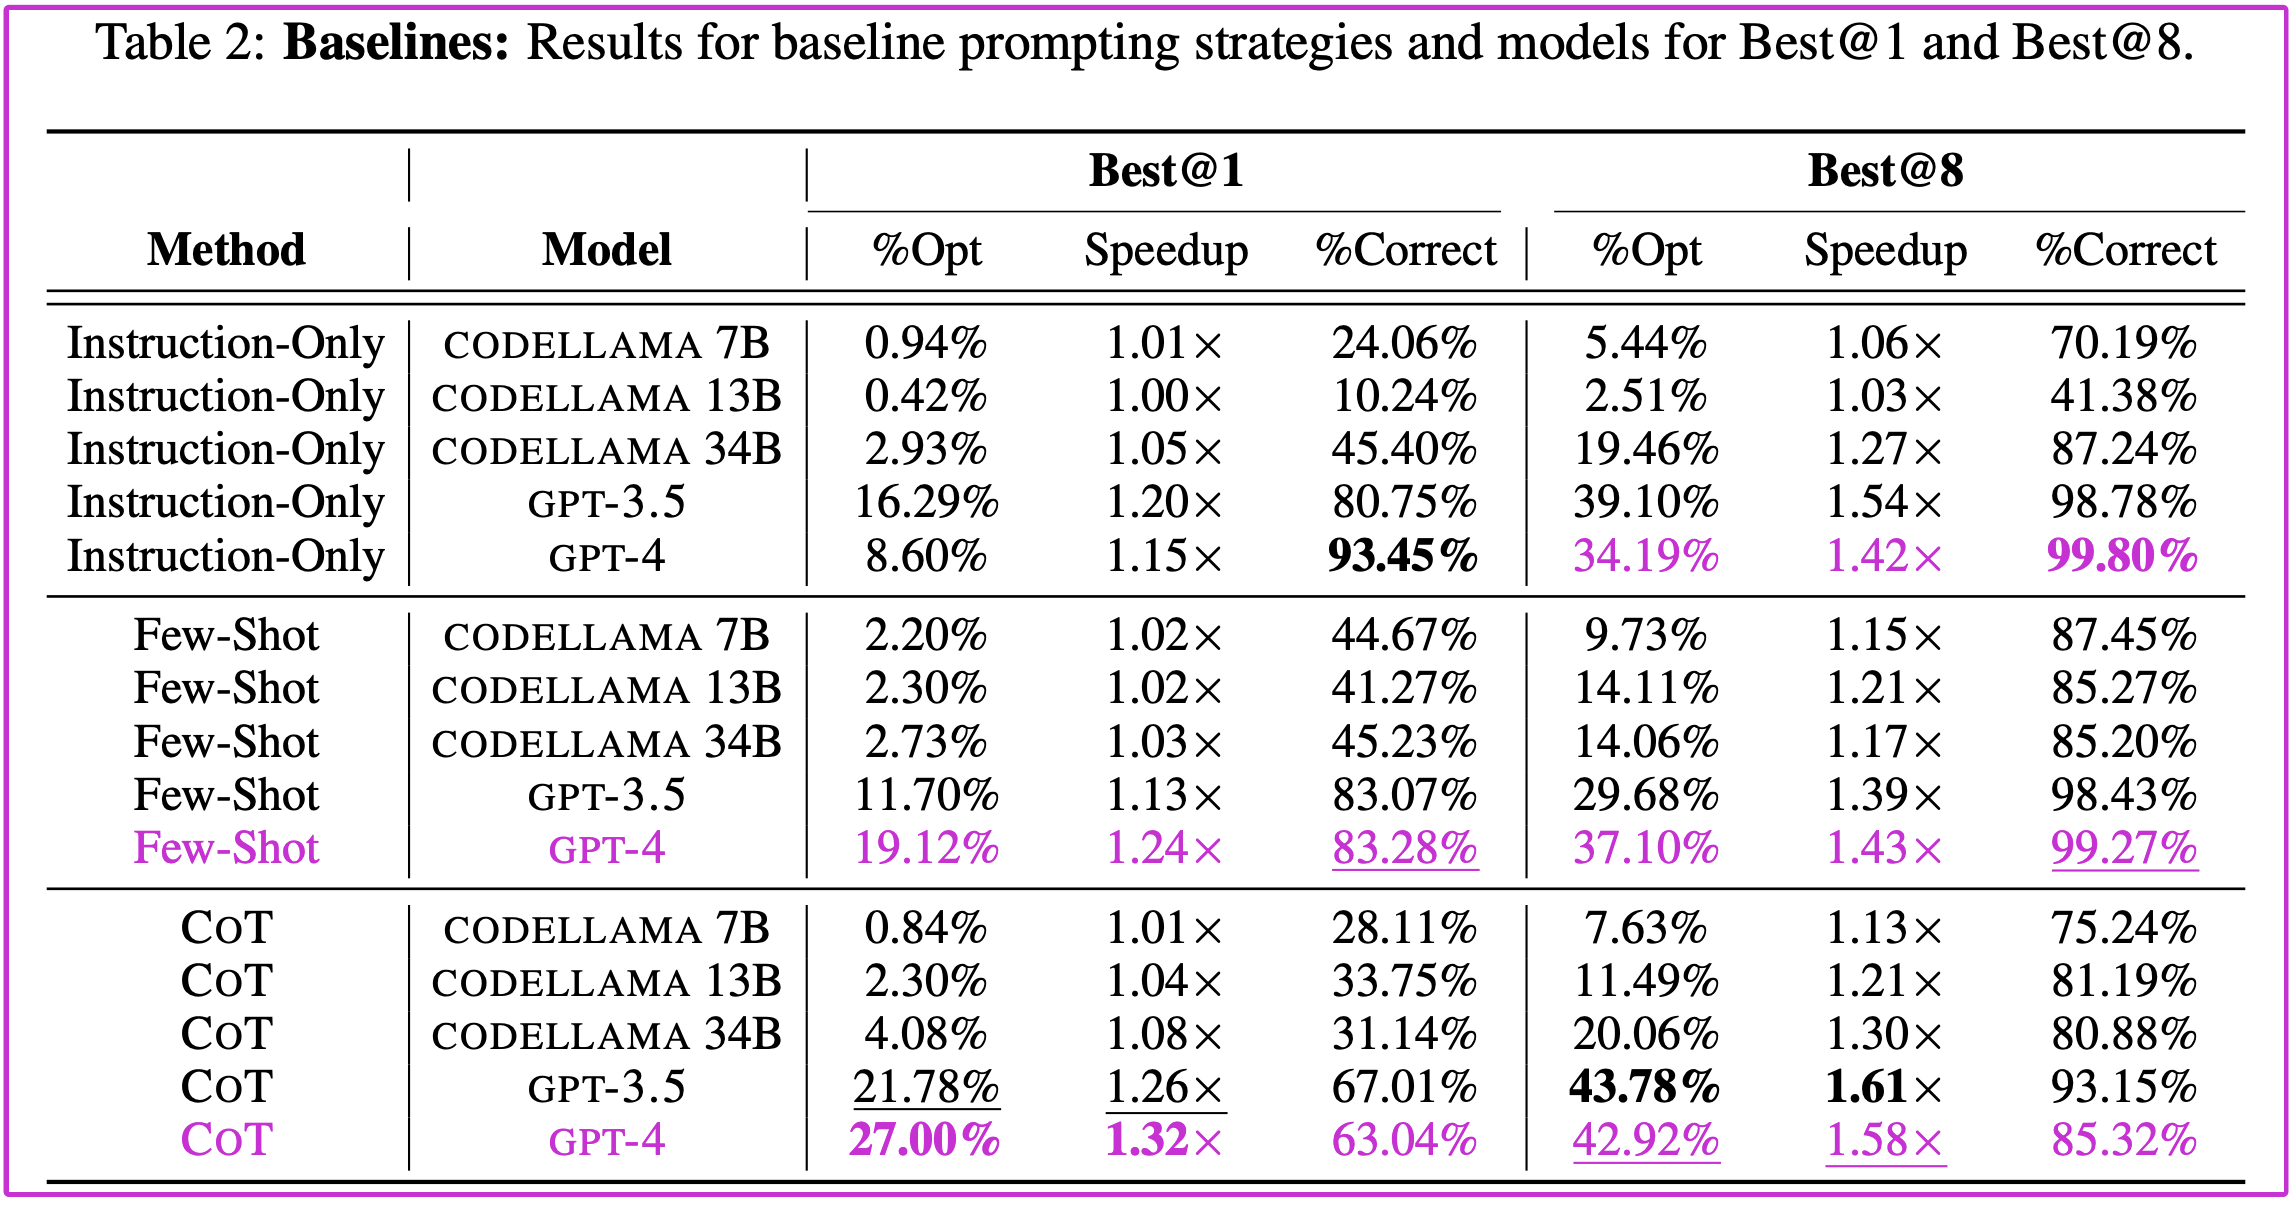 Table 2: Baselines: Results for baseline prompting strategies and models for Best@1 and Best@8.
Best@1 Best@8
Method Model %Opt Speedup %Correct %Opt Speedup %Correct
Instruction-Only CODELLAMA 7B 0.94% 1.01× 24.06% 5.44% 1.06× 70.19%
Instruction-Only CODELLAMA 13B 0.42% 1.00× 10.24% 2.51% 1.03× 41.38%
Instruction-Only CODELLAMA 34B 2.93% 1.05× 45.40% 19.46% 1.27× 87.24%
Instruction-Only GPT-3.5 16.29% 1.20× 80.75% 39.10% 1.54× 98.78%
Instruction-Only GPT-4 8.60% 1.15× 93.45% 34.19% 1.42× 99.80%
Few-Shot CODELLAMA 7B 2.20% 1.02× 44.67% 9.73% 1.15× 87.45%
Few-Shot CODELLAMA 13B 2.30% 1.02× 41.27% 14.11% 1.21× 85.27%
Few-Shot CODELLAMA 34B 2.73% 1.03× 45.23% 14.06% 1.17× 85.20%
Few-Shot GPT-3.5 11.70% 1.13× 83.07% 29.68% 1.39× 98.43%
Few-Shot GPT-4 19.12% 1.24× 83.28% 37.10% 1.43× 99.27%
COT CODELLAMA 7B 0.84% 1.01× 28.11% 7.63% 1.13× 75.24%
COT CODELLAMA 13B 2.30% 1.04× 33.75% 11.49% 1.21× 81.19%
COT CODELLAMA 34B 4.08% 1.08× 31.14% 20.06% 1.30× 80.88%
COT GPT-3.5 21.78% 1.26× 67.01% 43.78% 1.61× 93.15%
COT GPT-4 27.00% 1.32× 63.04% 42.92% 1.58× 85.32%